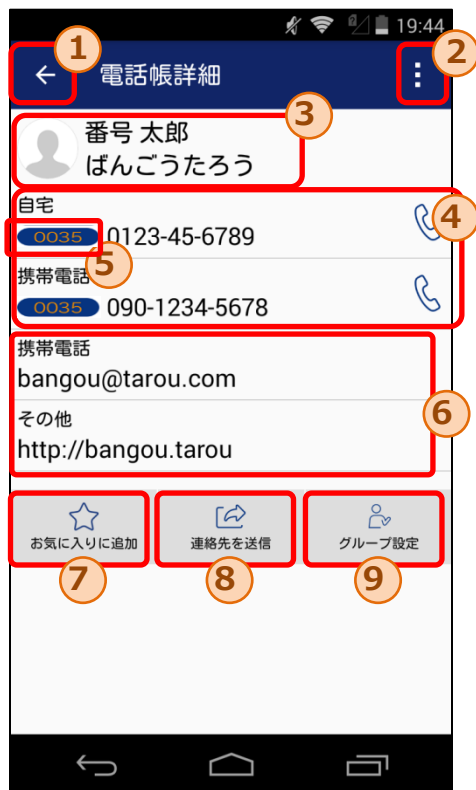 19:44
1
2
電話帳詳細
3
番号 太郎
ばんごうたろう
自宅
4
0035 0123-45-6789
5
携帯電話
0035 090-1234-5678
携帯電話
bangou@tarou.com
6
その他
http://bangou.tarou
お気に入りに追加 連絡先を送信 グループ設定
7 8 9